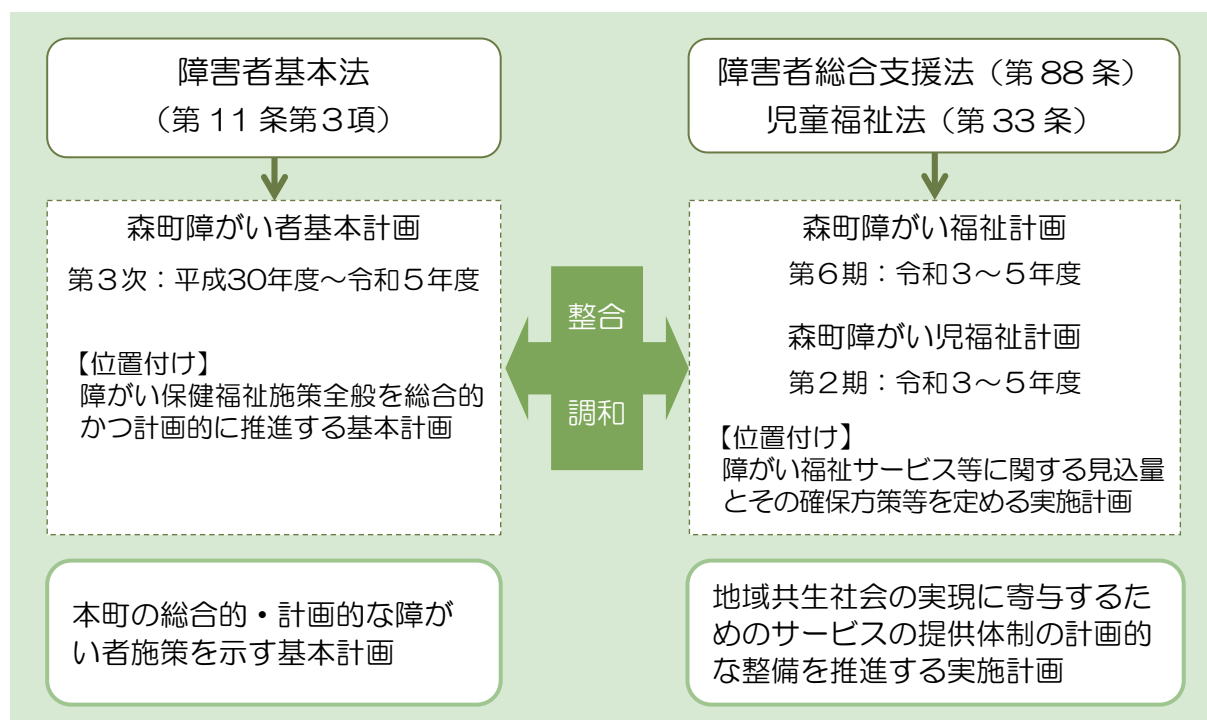 障害者基本法
（第 11 条第３項）
森町障がい者基本計画
第３次：平成30年度～令和５年度
【位置付け】
障がい保健福祉施策全般を総合的
かつ計画的に推進する基本計画
本町の総合的・計画的な障が
い者施策を示す基本計画
整合
調和
障害者総合支援法（第 88 条）
児童福祉法（第 33 条）
森町障がい福祉計画
第６期：令和３～５年度
森町障がい児福祉計画
第２期：令和３～５年度
【位置付け】
障がい福祉サービス等に関する見込量
とその確保方策等を定める実施計画
地域共生社会の実現に寄与するた
めのサービスの提供体制の計画的
な整備を推進する実施計画